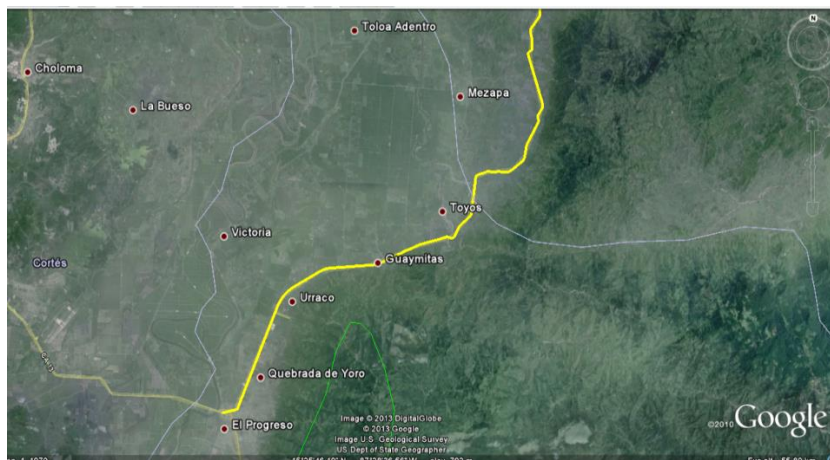 N
Toloa Adentro
Choloma
Mezapa
La Bueso
Toyos
Victoria
Guaymitas
Cortés
Urraco
Quebrada de Yoro
El Progreso
Image © 2013 DigitalGlobe
© 2013 Google
Image U.S. Geological Survey
US Dept of State Geographer
©2010 Google